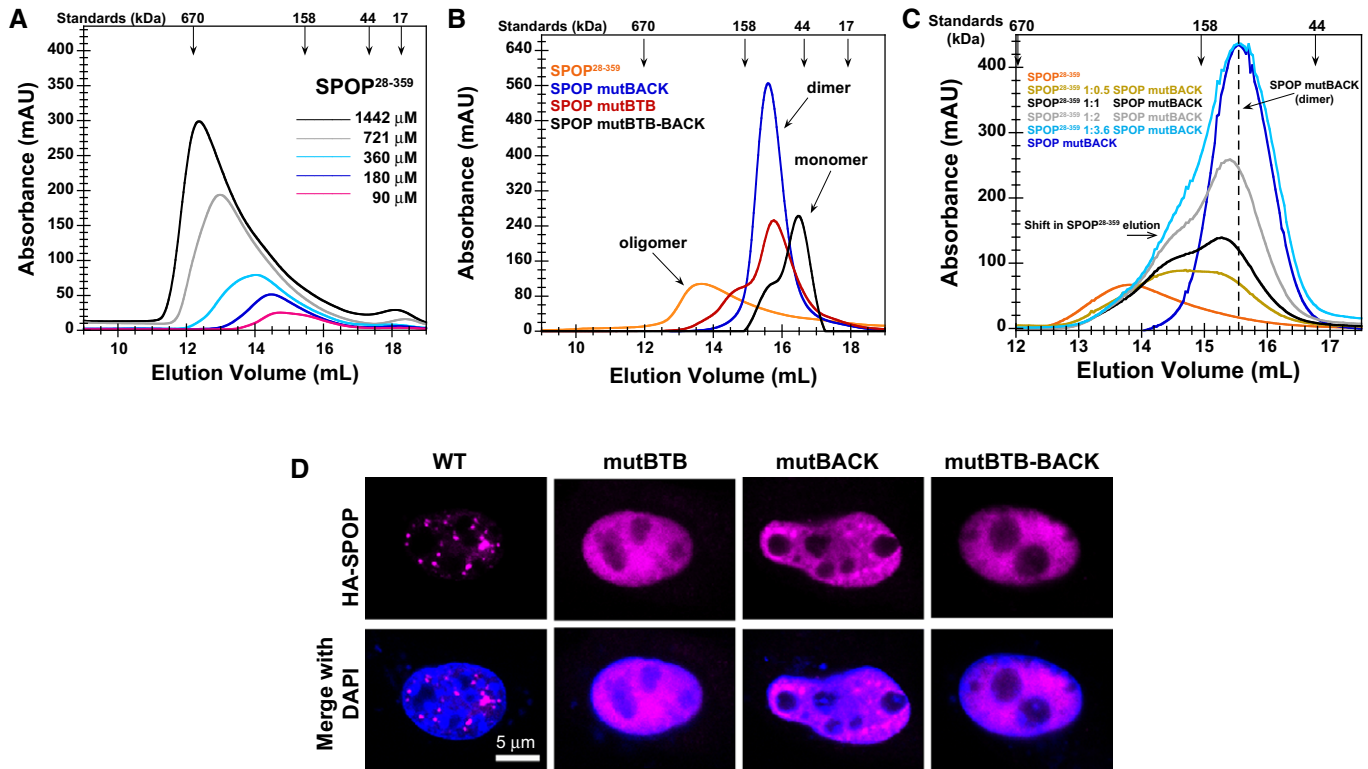 A
Standards (kDa) 670 158 44 17
SPOP28-359
1442 μM
721 μM
360 μM
180 μM
90 μM
Absorbance (mAU)
400
350
300
250
200
150
100
50
0
10 12 14 16 18
Elution Volume (mL)
B
Standards (kDa) 670 158 44 17
SPOP28-359
SPOP mutBACK
SPOP mutBTB
SPOP mutBTB-BACK
dimer
monomer
oligomer
Absorbance (mAU)
640
560
480
400
320
240
160
80
0
10 12 14 16 18
Elution Volume (mL)
C
Standards (kDa)
670 158 44
SPOP28-359
SPOP28-359 1:0.5 SPOP mutBACK
SPOP28-359 1:1 SPOP mutBACK
SPOP28-359 1:2 SPOP mutBACK
SPOP28-359 1:3.6 SPOP mutBACK
SPOP mutBACK
SPOP mutBACK
(dimer)
Shift in SPOP28-359 elution
Absorbance (mAU)
400
300
200
100
0
12 13 14 15 16 17
Elution Volume (mL)
D
WT mutBTB mutBACK mutBTB-BACK
HA-SPOP
Merge with
DAPI
5 μm